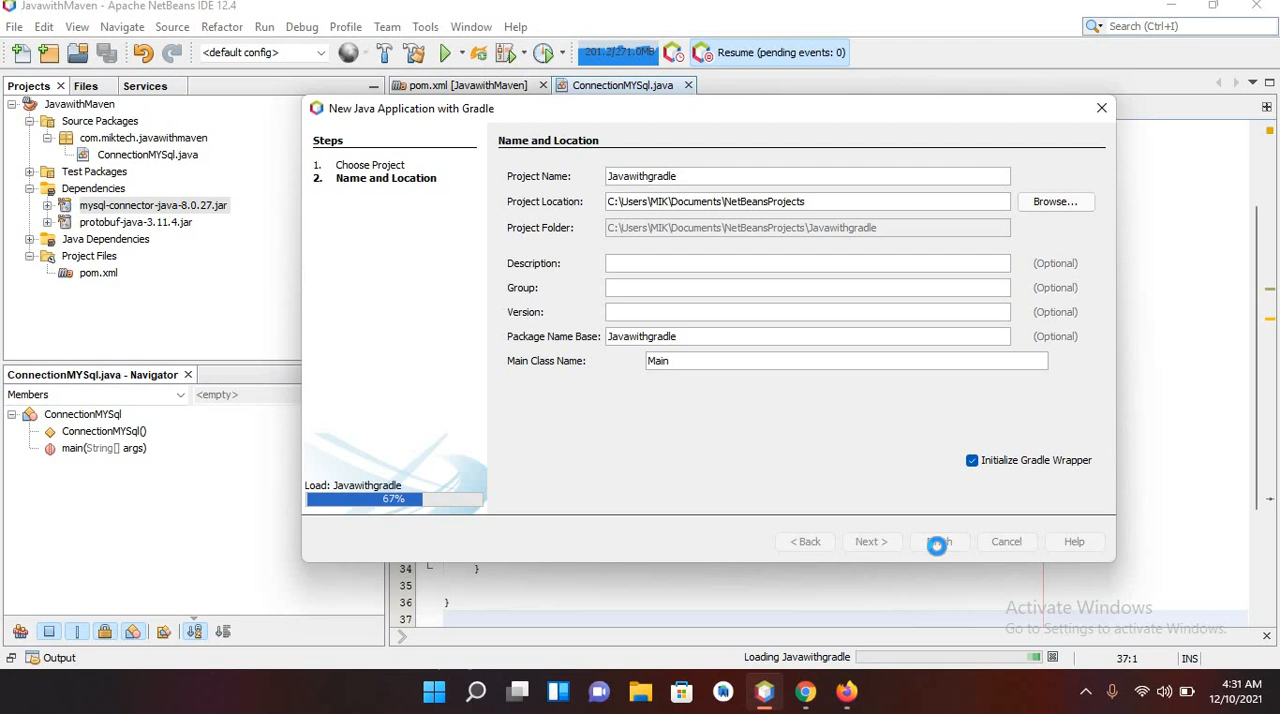 JavawithMaven - Apache NetBeans IDE 12.4
File Edit View Navigate Source Refactor Run Debug Profile Team Tools Window Help
Search (Ctrl+I)
<default config>
201.2/271.0MB
Resume (pending events: 0)
Projects Files Services
pom.xml [JavawithMaven] ConnectionMYSql.java
JavawithMaven
Source Packages
com.miktech.javawithmaven
ConnectionMYSql.java
Test Packages
Dependencies
mysql-connector-java-8.0.27.jar
protobuf-java-3.11.4.jar
Java Dependencies
Project Files
pom.xml
ConnectionMYSql.java - Navigator
Members
<empty>
ConnectionMYSql
ConnectionMYSql()
main(String[] args)
New Java Application with Gradle
Steps
1. Choose Project
2. Name and Location
Load: Javawithgradle
67%
Name and Location
Project Name: Javawithgradle
Project Location: C:\Users\MIK\Documents\NetBeansProjects Browse...
Project Folder: C:\Users\MIK\Documents\NetBeansProjects\Javawithgradle
Description: (Optional)
Group: (Optional)
Version: (Optional)
Package Name Base: Javawithgradle (Optional)
Main Class Name: Main
Initialize Gradle Wrapper
< Back Next > Cancel Help
34 }
35
36 }
37
Activate Windows
Go to Settings to activate Windows.
Output
Loading Javawithgradle
37:1 INS
4:31 AM
12/10/2021